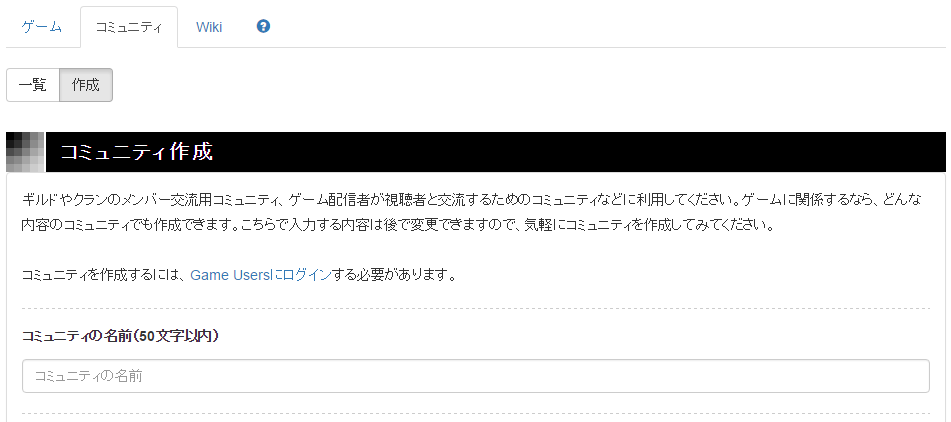 ゲーム コミュニティ Wiki ?
一覧 作成
コミュニティ作成
ギルドやクランのメンバー交流用コミュニティ、ゲーム配信者が視聴者と交流するためのコミュニティなどに利用してください。ゲームに関係するなら、どんな
内容のコミュニティでも作成できます。こちらで入力する内容は後で変更できますので、気軽にコミュニティを作成してみてください。
コミュニティを作成するには、Game Usersにログインする必要があります。
コミュニティの名前(50文字以内)
コミュニティの名前